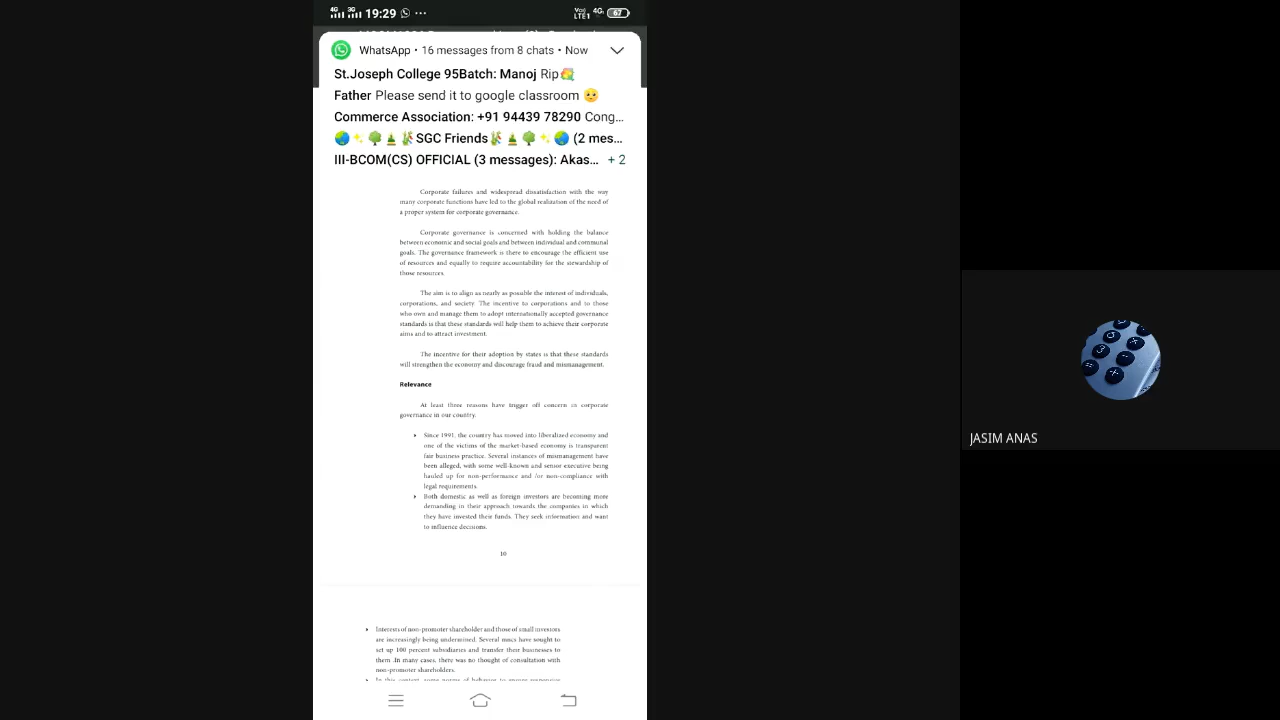 4G 3G 19:29
Vo) LTE1 4G 67
WhatsApp • 16 messages from 8 chats • Now
St.Joseph College 95Batch: Manoj Rip💐
Father Please send it to google classroom 🥺
Commerce Association: +91 94439 78290 Cong...
🌏✨🌳🌲🎋SGC Friends🎋🌲🌳✨🌏 (2 mes...
III-BCOM(CS) OFFICIAL (3 messages): Akas... + 2
Corporate failures and widespread dissatisfaction with the way
many corporate functions have led to the global realization of the need of
a proper system for corporate governance.
Corporate governance is concerned with holding the balance
between economic and social goals and between individual and communal
goals. The governance framework is there to encourage the efficient use
of resources and equally to require accountability for the stewardship of
those resources.
The aim is to align as nearly as possible the interest of individuals,
corporations, and society. The incentive to corporations and to those
who own and manage them to adopt internationally accepted governance
standards is that these standards will help them to achieve their corporate
aims and to attract investment.
The incentive for their adoption by states is that these standards
will strengthen the economy and discourage fraud and mismanagement.
Relevance
At least three reasons have trigger off concern in corporate
governance in our country.
Since 1991, the country has moved into liberalized economy and
one of the victims of the market-based economy is transparent
fair business practice. Several instances of mismanagement have
been alleged, with some well-known and senior executive being
hauled up for non-performance and /or non-compliance with
legal requirements.
Both domestic as well as foreign investors are becoming more
demanding in their approach towards the companies in which
they have invested their funds. They seek information and want
to influence decisions.
10
Interests of non-promoter shareholder and those of small investors
are increasingly being undermined. Several mncs have sought to
set up 100 percent subsidiaries and transfer their businesses to
them .In many cases, there was no thought of consultation with
non-promoter shareholders.
In this context, some norms of behavior to ensure
JASIM ANAS